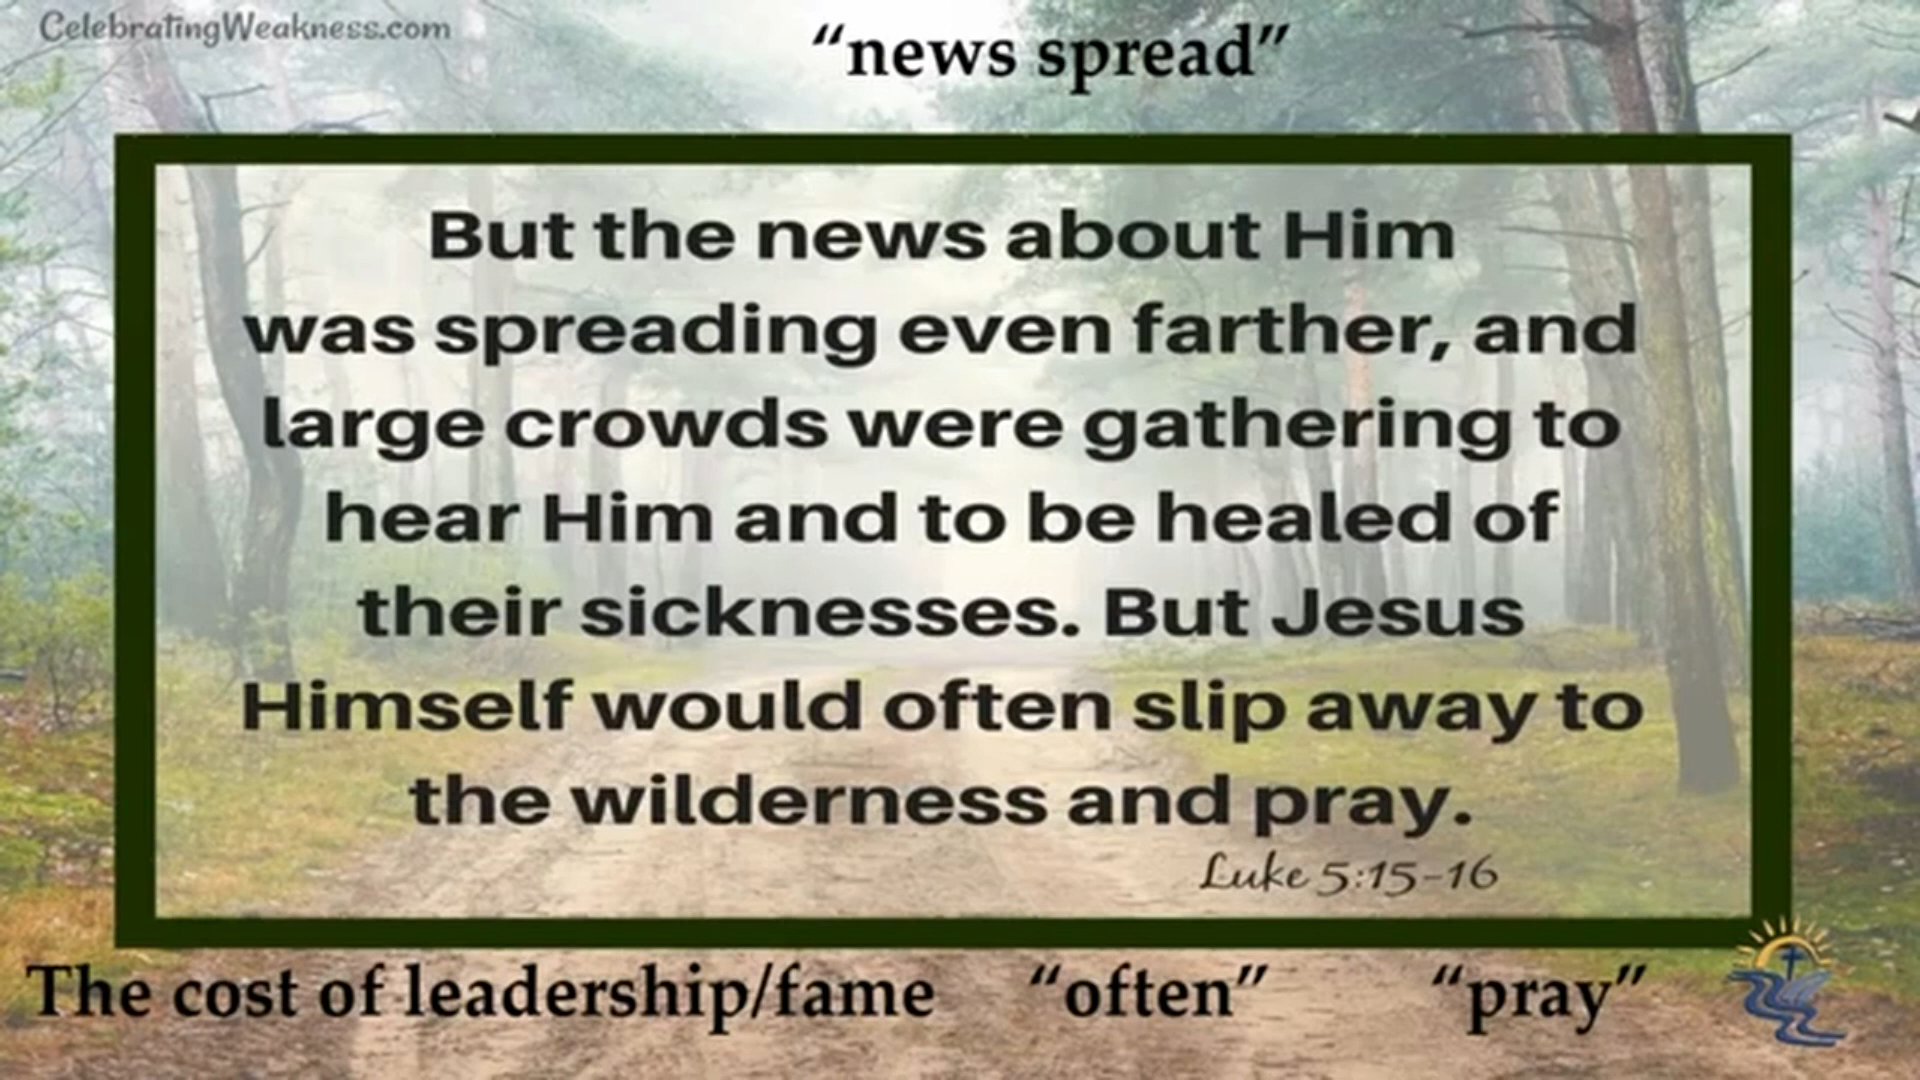 CelebratingWeakness.com
“news spread”
But the news about Him
was spreading even farther, and
large crowds were gathering to
hear Him and to be healed of
their sicknesses. But Jesus
Himself would often slip away to
the wilderness and pray.
Luke 5:15-16
The cost of leadership/fame “often” “pray”